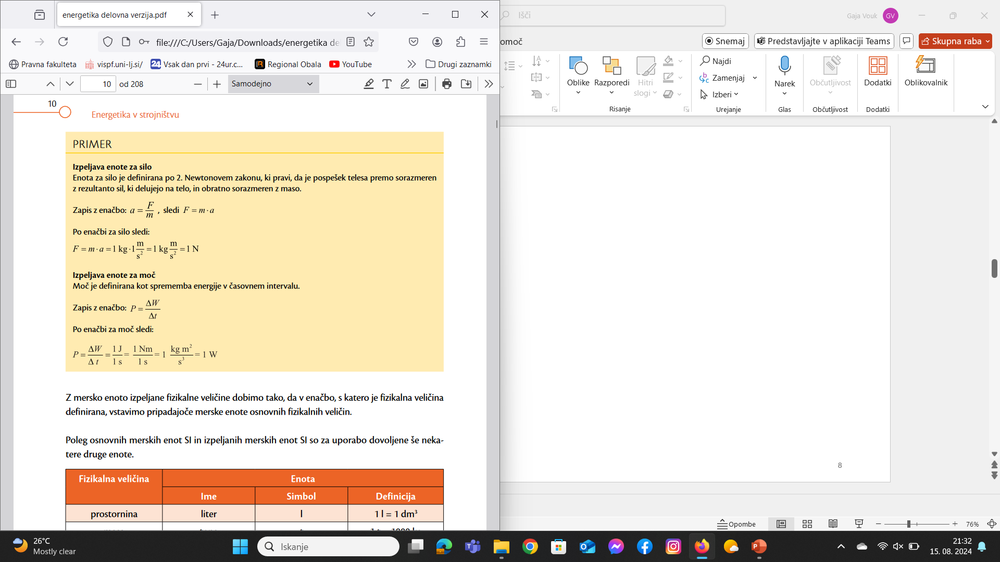 energetika delovna verzija.pdf
file:///C:/Users/Gaja/Downloads/energetika de
Pravna fakulteta
vispf.uni-lj.si/
24 Vsak dan prvi - 24ur.c...
Regional Obala
YouTube
Drugi zaznamki
10 od 208
Samodejno
10
Energetika v strojništvu
PRIMER
Izpeljava enote za silo
Enota za silo je definirana po 2. Newtonovem zakonu, ki pravi, da je pospešek telesa premo sorazmeren
z rezultanto sil, ki delujejo na telo, in obratno sorazmeren z maso.
Zapis z enačbo: a = F/m , sledi F = m · a
Po enačbi za silo sledi:
F = m · a = 1 kg · 1 m/s² = 1 kg m/s² = 1 N
Izpeljava enote za moč
Moč je definirana kot sprememba energije v časovnem intervalu.
Zapis z enačbo: P = ΔW/Δt
Po enačbi za moč sledi:
P = ΔW/Δ t = 1 J/1 s = 1 Nm/1 s = 1 kg m²/s³ = 1 W
Z mersko enoto izpeljane fizikalne veličine dobimo tako, da v enačbo, s katero je fizikalna veličina
definirana, vstavimo pripadajoče merske enote osnovnih fizikalnih veličin.
Poleg osnovnih merskih enot SI in izpeljanih merskih enot SI so za uporabo dovoljene še neka-
tere druge enote.
Fizikalna veličina Enota
Ime Simbol Definicija
prostornina liter l 1 l = 1 dm³
Išči
Gaja Vouk GV
omoč
Snemaj
Predstavljajte v aplikaciji Teams
Skupna raba
Oblike
Razporedi
Hitri
slogi
Risanje
Najdi
Zamenjaj
Izberi
Urejanje
Narek
Glas
Občutljivost
Občutljivost
Dodatki
Dodatki
Oblikovalnik
8
Opombe
76%
26°C
Mostly clear
Iskanje
21:32
15. 08. 2024